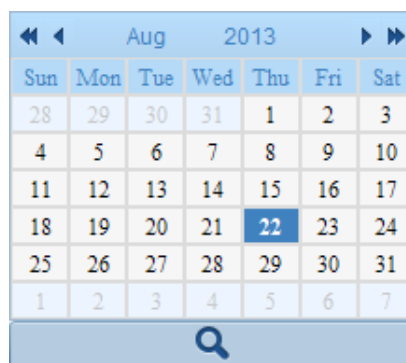 Aug 2013
Sun Mon Tue Wed Thu Fri Sat
28 29 30 31 1 2 3
4 5 6 7 8 9 10
11 12 13 14 15 16 17
18 19 20 21 22 23 24
25 26 27 28 29 30 31
1 2 3 4 5 6 7